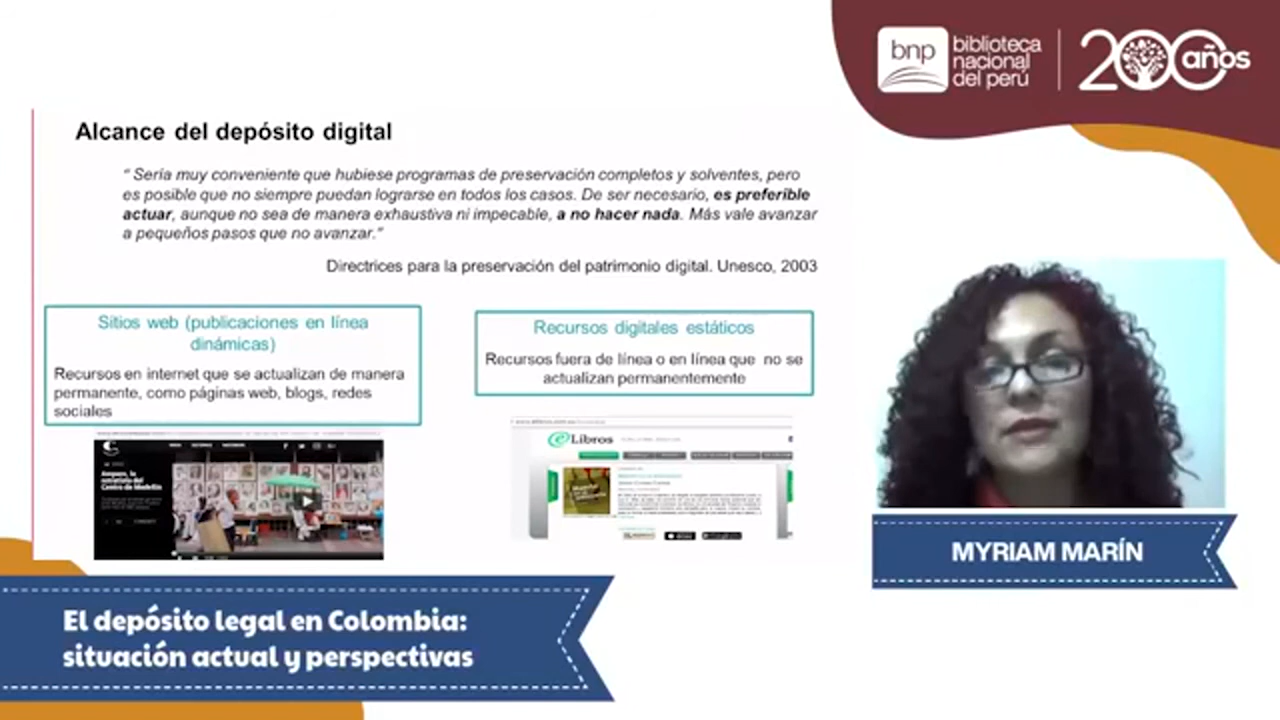 bnp
biblioteca
nacional
del perú
200 años
Alcance del depósito digital
“ Sería muy conveniente que hubiese programas de preservación completos y solventes, pero
es posible que no siempre puedan lograrse en todos los casos. De ser necesario, es preferible
actuar, aunque no sea de manera exhaustiva ni impecable, a no hacer nada. Más vale avanzar
a pequeños pasos que no avanzar.”
Directrices para la preservación del patrimonio digital. Unesco, 2003
Sitios web (publicaciones en línea
dinámicas)
Recursos en internet que se actualizan de manera
permanente, como páginas web, blogs, redes
sociales
Recursos digitales estáticos
Recursos fuera de línea o en línea que no se
actualizan permanentemente
eLibros
MYRIAM MARÍN
El depósito legal en Colombia:
situación actual y perspectivas